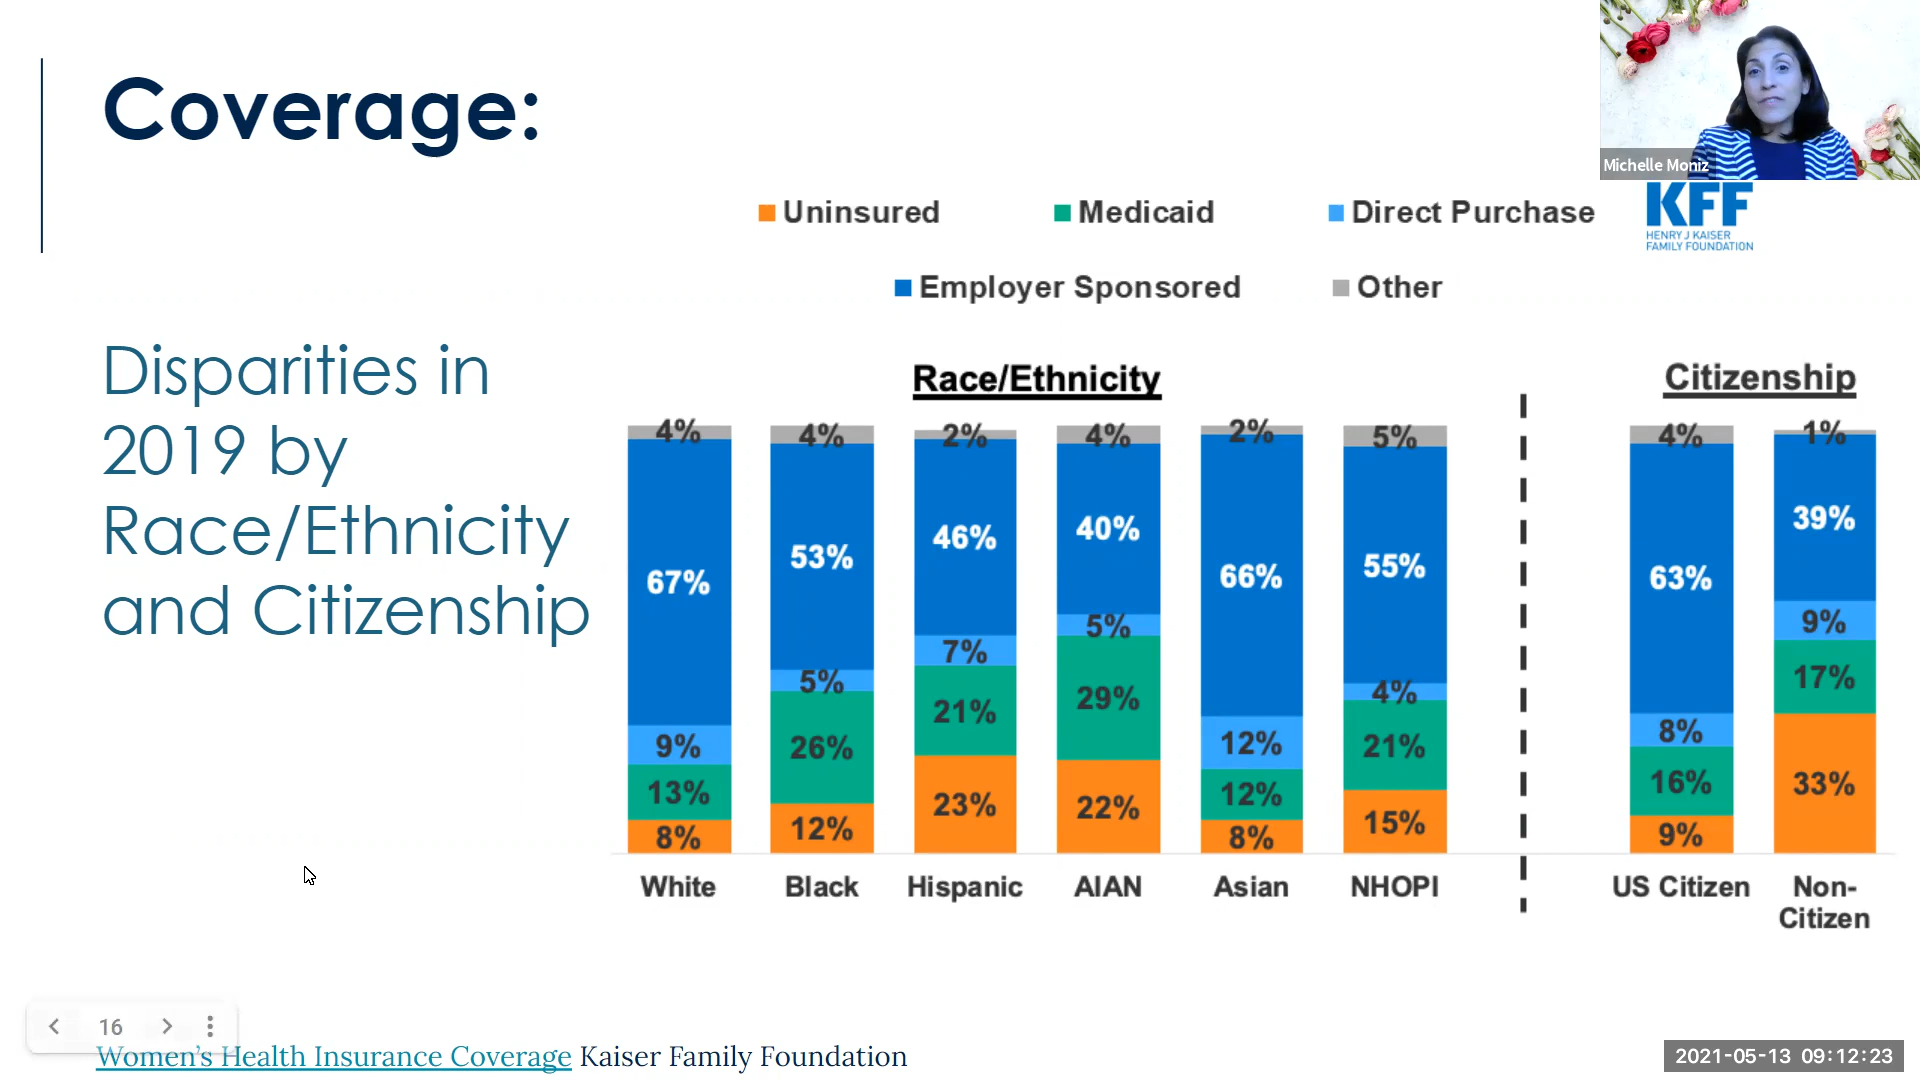 Coverage:
Michelle Moniz
KFF
HENRY J KAISER
FAMILY FOUNDATION
Uninsured Medicaid Direct Purchase
Employer Sponsored Other
Disparities in
2019 by
Race/Ethnicity
and Citizenship
Race/Ethnicity Citizenship
4% 4% 2% 4% 2% 5% 4% 1%
67% 53% 46% 40% 66% 55% 63% 39%
9% 5% 7% 5% 12% 4% 8% 9%
13% 26% 21% 29% 12% 21% 16% 17%
8% 12% 23% 22% 8% 15% 9% 33%
White Black Hispanic AIAN Asian NHOPI US Citizen Non-
Citizen
16
Women's Health Insurance Coverage Kaiser Family Foundation
2021-05-13 09:12:23